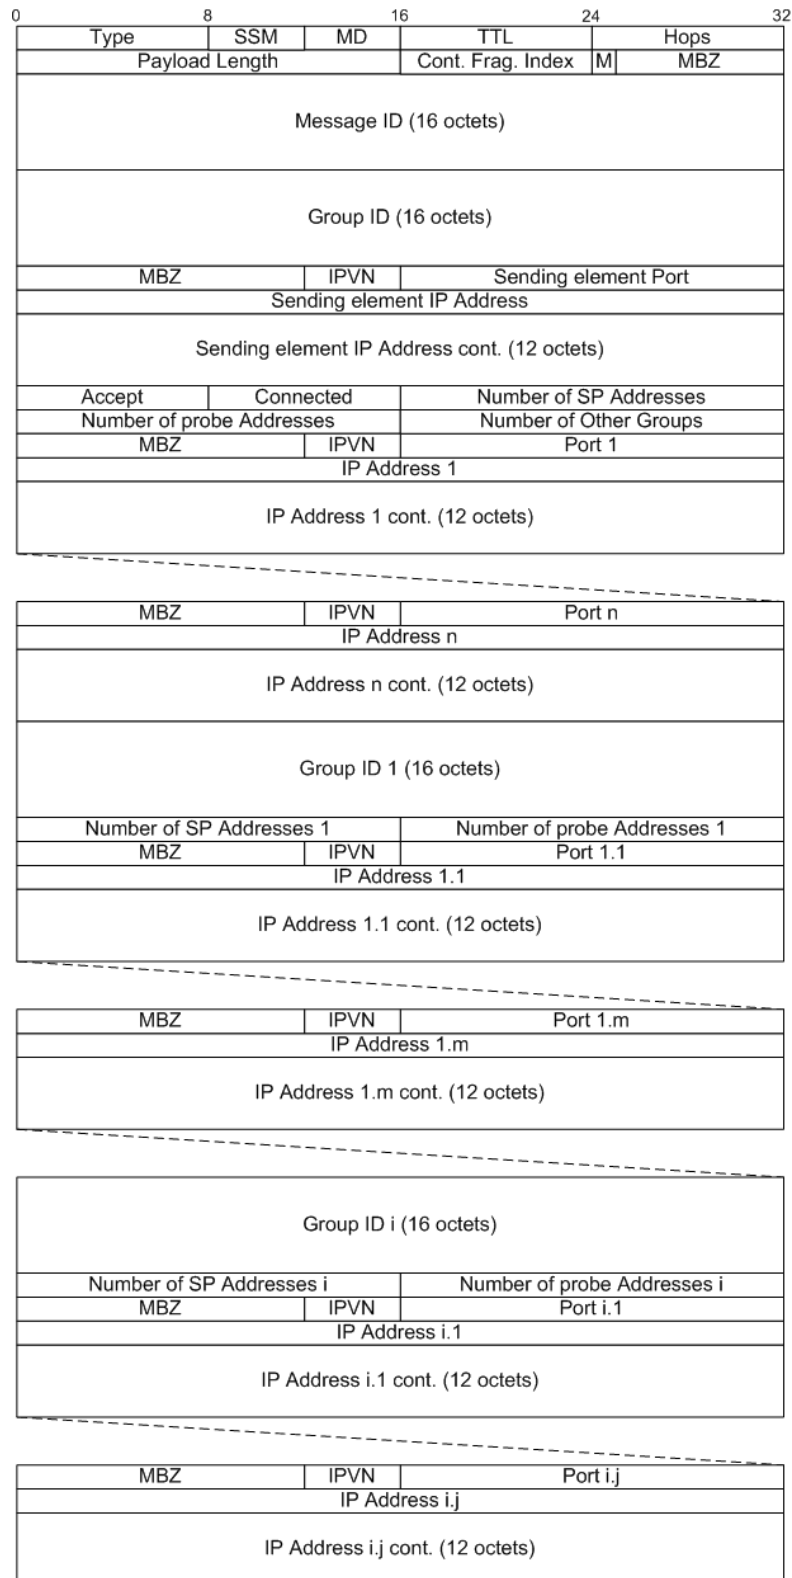 0 8 16 24 32
Type SSM MD TTL Hops
Payload Length Cont. Frag. Index M MBZ
Message ID (16 octets)
Group ID (16 octets)
MBZ IPVN Sending element Port
Sending element IP Address
Sending element IP Address cont. (12 octets)
Accept Connected Number of SP Addresses
Number of probe Addresses Number of Other Groups
MBZ IPVN Port 1
IP Address 1
IP Address 1 cont. (12 octets)
MBZ IPVN Port n
IP Address n
IP Address n cont. (12 octets)
Group ID 1 (16 octets)
Number of SP Addresses 1 Number of probe Addresses 1
MBZ IPVN Port 1.1
IP Address 1.1
IP Address 1.1 cont. (12 octets)
MBZ IPVN Port 1.m
IP Address 1.m
IP Address 1.m cont. (12 octets)
Group ID i (16 octets)
Number of SP Addresses i Number of probe Addresses i
MBZ IPVN Port i.1
IP Address i.1
IP Address i.1 cont. (12 octets)
MBZ IPVN Port i.j
IP Address i.j
IP Address i.j cont. (12 octets)